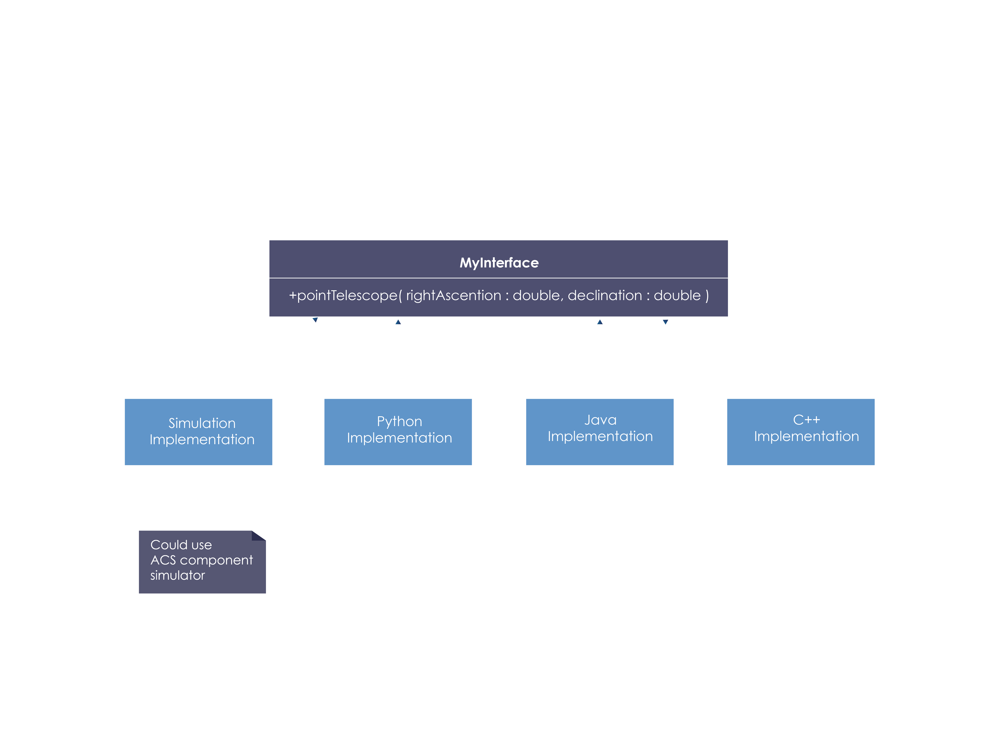 MyInterface
+pointTelescope( rightAscention : double, declination : double )
Simulation
Implementation
Python
Implementation
Java
Implementation
C++
Implementation
Could use
ACS component
simulator